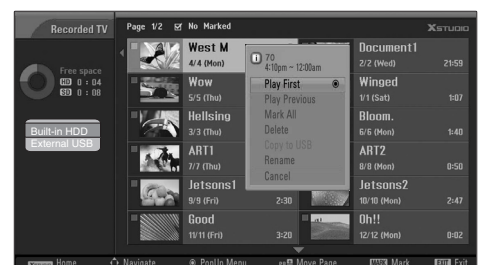 Recorded TV
Page 1/2
No Marked
XSTUDIO
Free space
HD 0 : 04
SD 0 : 08
Built-in HDD
External USB
West M
4/4 (Mon)
Wow
5/5 (Thu)
Hellsing
3/3 (Thu)
ART1
7/7 (Thu)
Jetsons1
9/9 (Fri)
2:30
Good
11/11 (Fri)
3:20
70
4:10pm ~ 12:00am
Play First
Play Previous
Mark All
Delete
Copy to USB
Rename
Cancel
Document1
2/2 (Wed)
21:59
Winged
1/1 (Sat)
1:07
Bloom.
6/6 (Mon)
1:40
ART2
8/8 (Mon)
0:50
Jetsons2
10/10 (Mon)
2:47
Oh!!
12/12 (Mon)
0:02
Home
Navigate
PopUp Menu
Move Page
MARK Mark
EXIT Exit